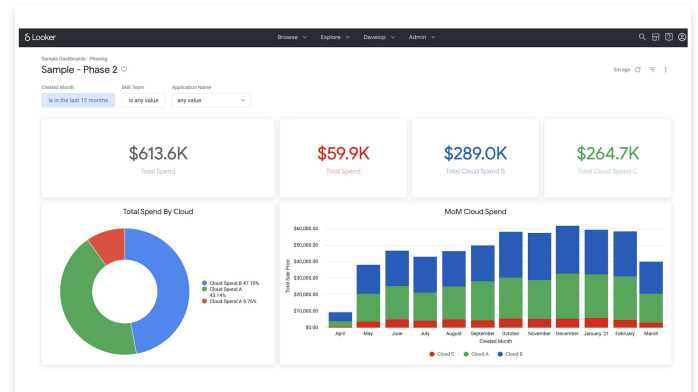 Looker
Browse
Explore
Develop
Admin
Sample Dashboards · Phasing
Sample - Phase 2
2m ago
Created Month
Skill Team
Application Name
is in the last 12 months
is any value
any value
$613.6K
Total Spend
$59.9K
Total Spend
$289.0K
Total Cloud Spend B
$264.7K
Total Cloud Spend C
Total Spend By Cloud
Cloud Spend B 47.10%
Cloud Spend A
43.14%
Cloud Spend A 9.76%
MoM Cloud Spend
Total Sale Price
$60,000.00
$50,000.00
$40,000.00
$30,000.00
$20,000.00
$10,000.00
$0.00
April May June July August September October November December January '21 February March
Created Month
Cloud C Cloud A Cloud B